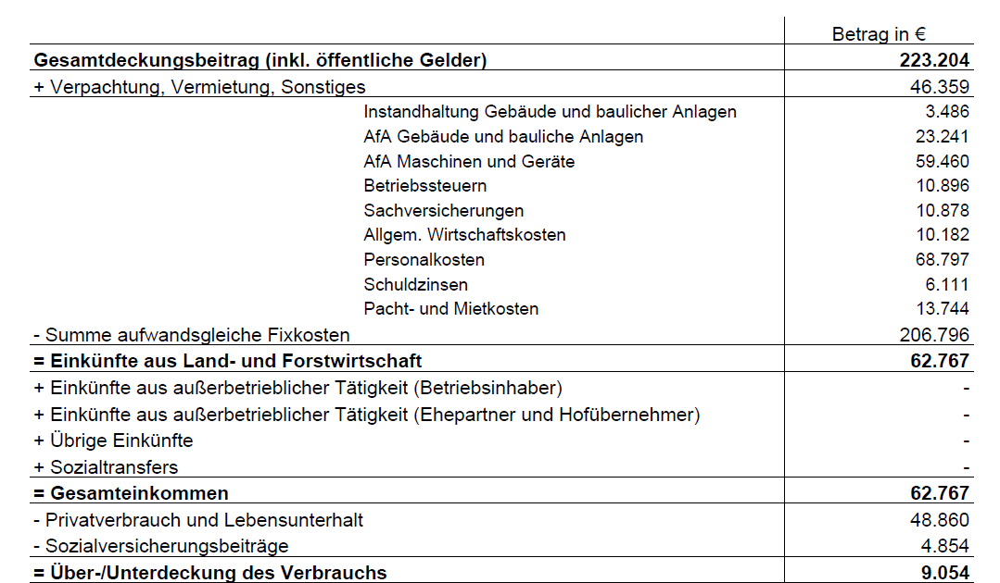 Betrag in €
Gesamtdeckungsbeitrag (inkl. öffentliche Gelder) 223.204
+ Verpachtung, Vermietung, Sonstiges 46.359
Instandhaltung Gebäude und baulicher Anlagen 3.486
AfA Gebäude und bauliche Anlagen 23.241
AfA Maschinen und Geräte 59.460
Betriebssteuern 10.896
Sachversicherungen 10.878
Allgem. Wirtschaftskosten 10.182
Personalkosten 68.797
Schuldzinsen 6.111
Pacht- und Mietkosten 13.744
- Summe aufwandsgleiche Fixkosten 206.796
= Einkünfte aus Land- und Forstwirtschaft 62.767
+ Einkünfte aus außerbetrieblicher Tätigkeit (Betriebsinhaber) -
+ Einkünfte aus außerbetrieblicher Tätigkeit (Ehepartner und Hofübernehmer) -
+ Übrige Einkünfte -
+ Sozialtransfers -
= Gesamteinkommen 62.767
- Privatverbrauch und Lebensunterhalt 48.860
- Sozialversicherungsbeiträge 4.854
= Über-/Unterdeckung des Verbrauchs 9.054